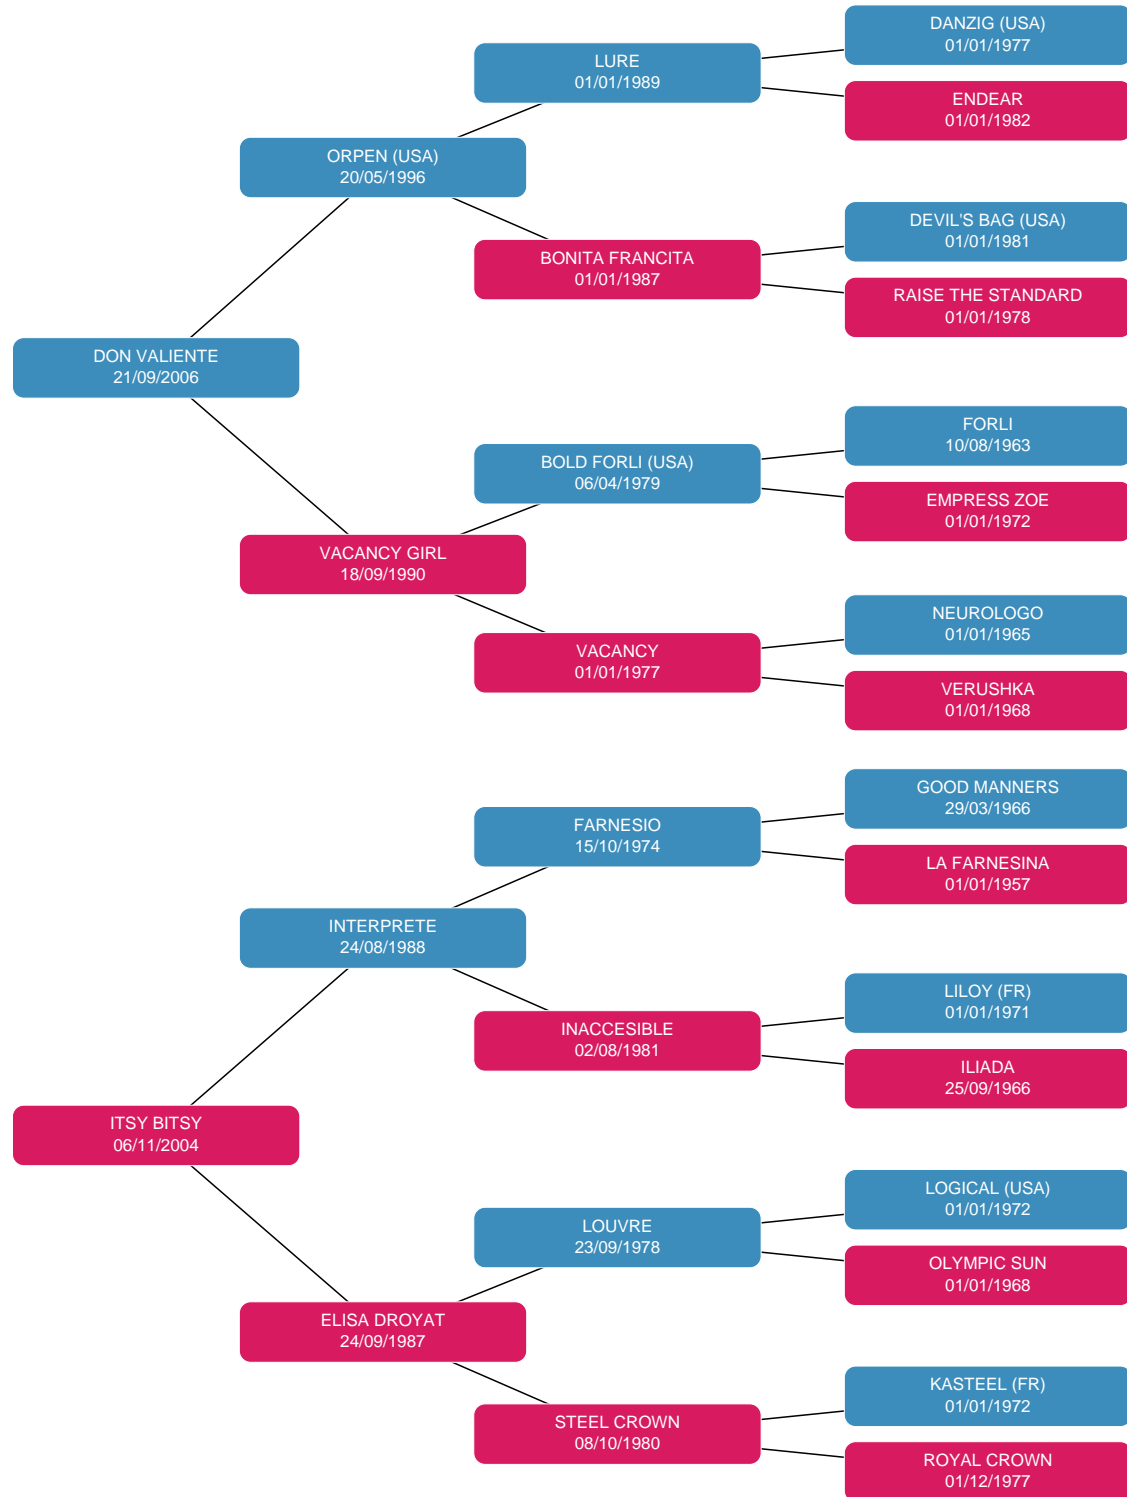 DANZIG (USA)
01/01/1977
LURE
01/01/1989
ENDEAR
01/01/1982
ORPEN (USA)
20/05/1996
DEVIL'S BAG (USA)
01/01/1981
BONITA FRANCITA
01/01/1987
RAISE THE STANDARD
01/01/1978
DON VALIENTE
21/09/2006
FORLI
10/08/1963
BOLD FORLI (USA)
06/04/1979
EMPRESS ZOE
01/01/1972
VACANCY GIRL
18/09/1990
NEUROLOGO
01/01/1965
VACANCY
01/01/1977
VERUSHKA
01/01/1968
GOOD MANNERS
29/03/1966
FARNESIO
15/10/1974
LA FARNESINA
01/01/1957
INTERPRETE
24/08/1988
LILOY (FR)
01/01/1971
INACCESIBLE
02/08/1981
ILIADA
25/09/1966
ITSY BITSY
06/11/2004
LOGICAL (USA)
01/01/1972
LOUVRE
23/09/1978
OLYMPIC SUN
01/01/1968
ELISA DROYAT
24/09/1987
KASTEEL (FR)
01/01/1972
STEEL CROWN
08/10/1980
ROYAL CROWN
01/12/1977